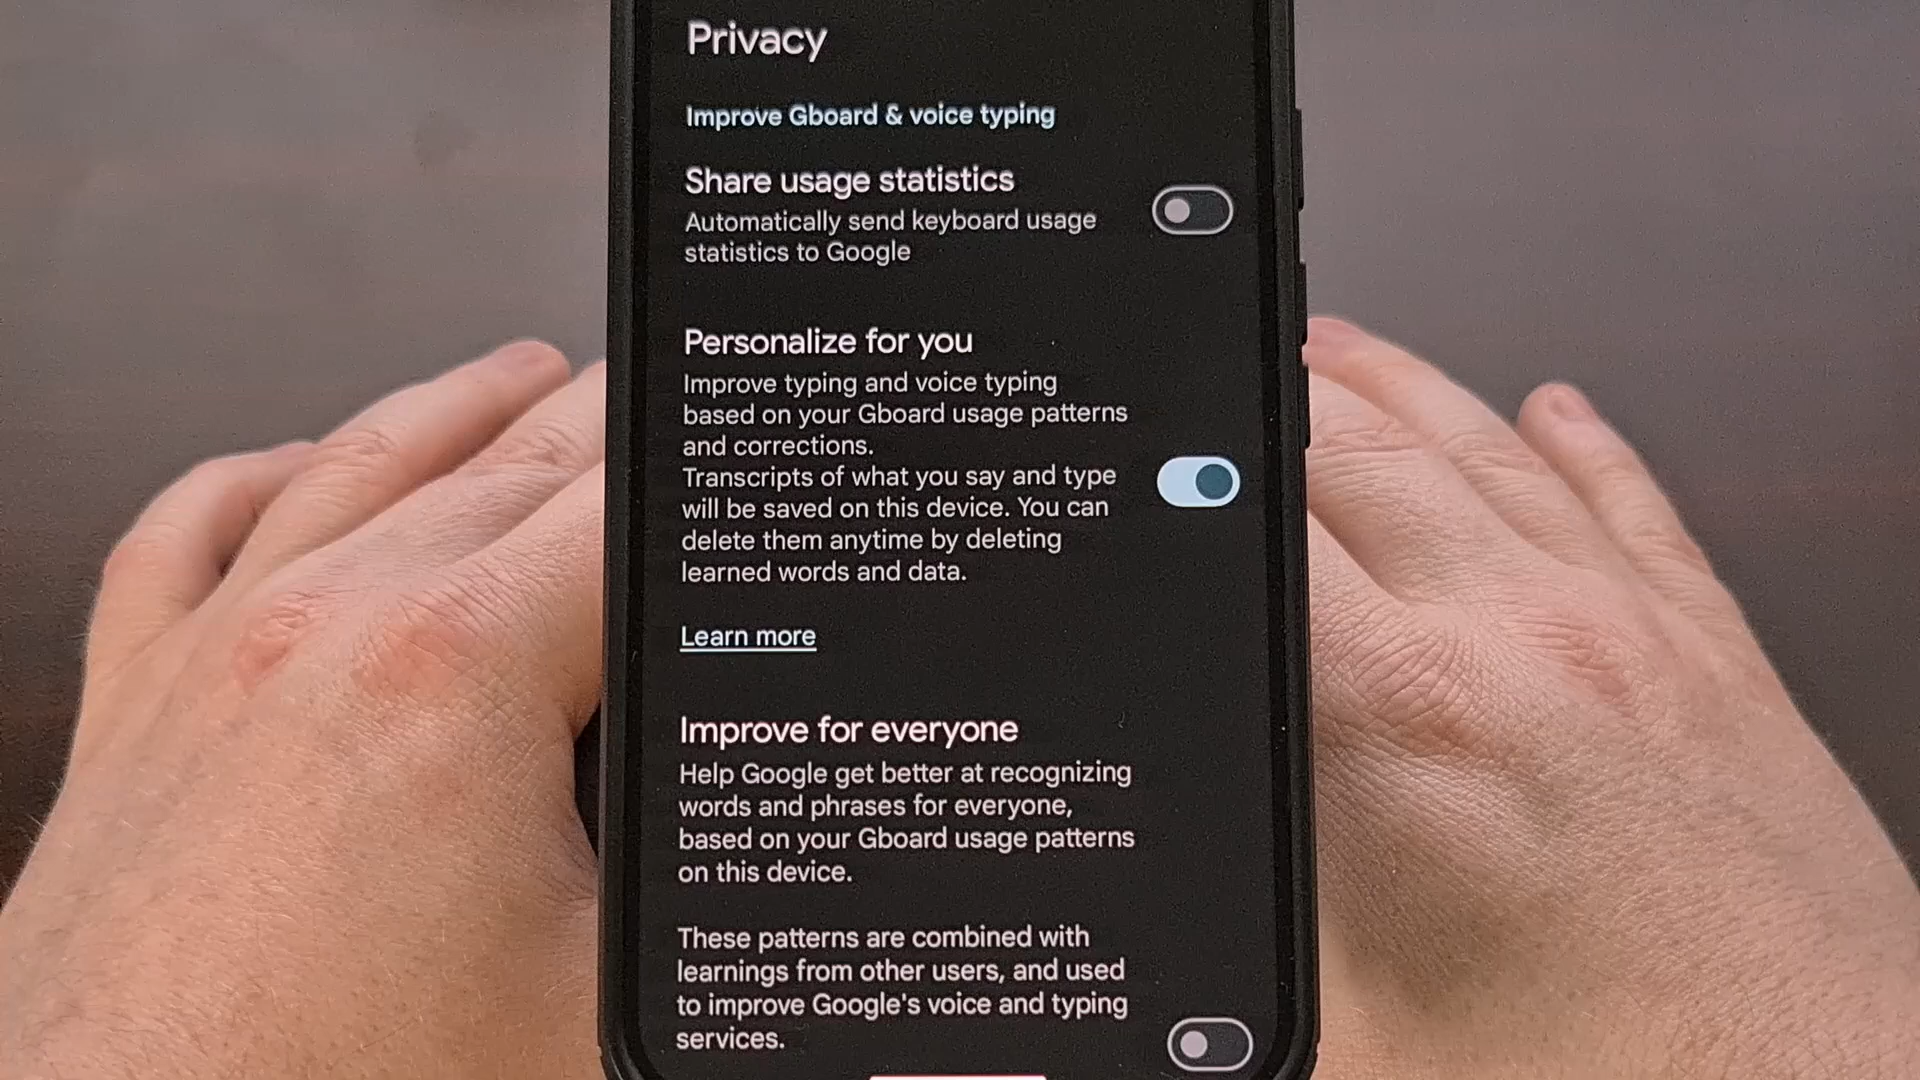 Privacy
Improve Gboard & voice typing
Share usage statistics
Automatically send keyboard usage
statistics to Google
Personalize for you
Improve typing and voice typing
based on your Gboard usage patterns
and corrections.
Transcripts of what you say and type
will be saved on this device. You can
delete them anytime by deleting
learned words and data.
Learn more
Improve for everyone
Help Google get better at recognizing
words and phrases for everyone,
based on your Gboard usage patterns
on this device.
These patterns are combined with
learnings from other users, and used
to improve Google's voice and typing
services.